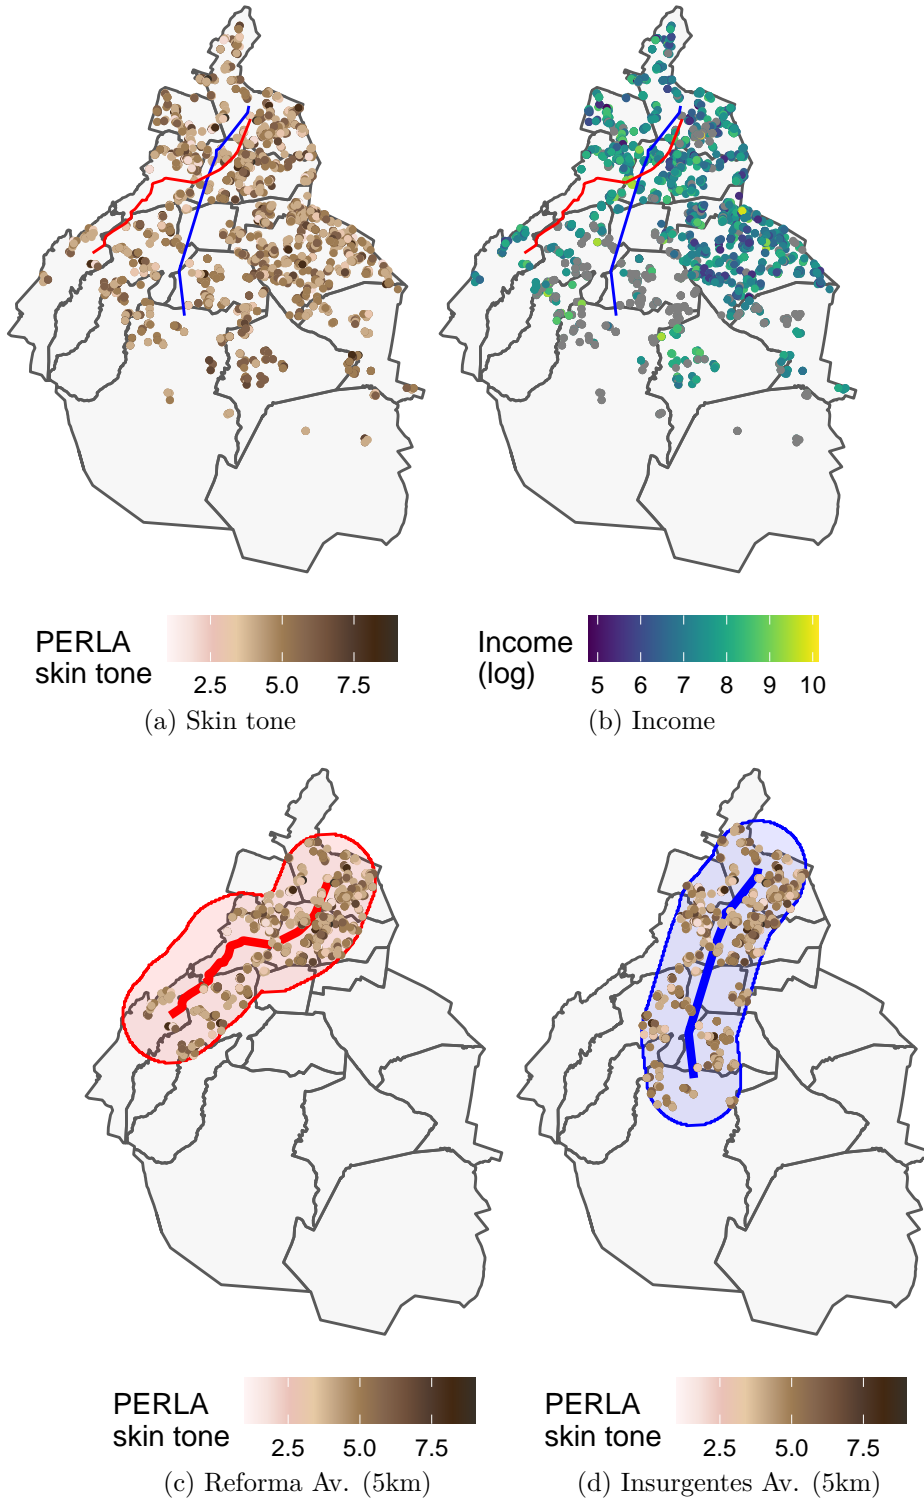 PERLA
skin tone
2.5 5.0 7.5
(a) Skin tone
Income
(log)
5 6 7 8 9 10
(b) Income
PERLA
skin tone
2.5 5.0 7.5
(c) Reforma Av. (5km)
PERLA
skin tone
2.5 5.0 7.5
(d) Insurgentes Av. (5km)